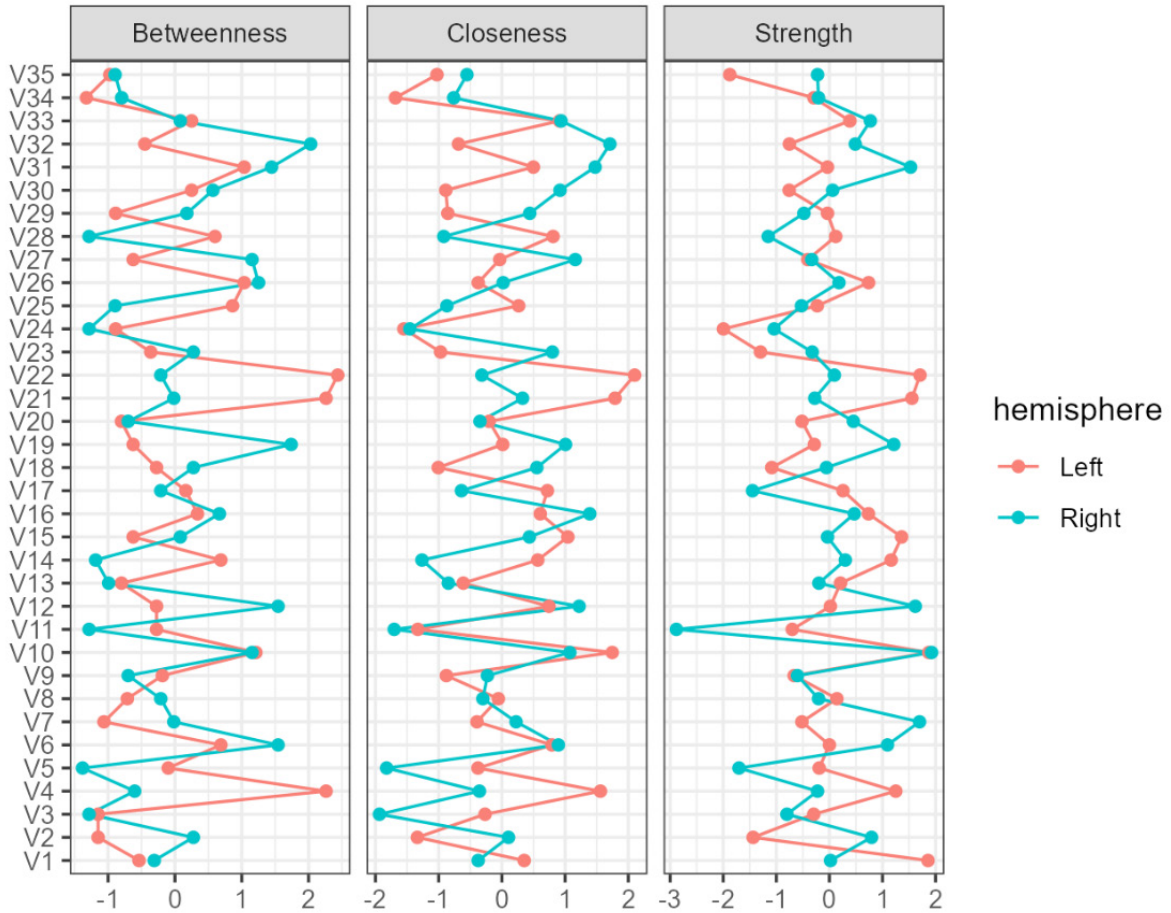 Betweenness Closeness Strength
V35
V34
V33
V32
V31
V30
V29
V28
V27
V26
V25
V24
V23
V22
V21
V20
V19
V18
V17
V16
V15
V14
V13
V12
V11
V10
V9
V8
V7
V6
V5
V4
V3
V2
V1
-1 0 1 2 -2 -1 0 1 2 -3 -2 -1 0 1 2
hemisphere
Left
Right